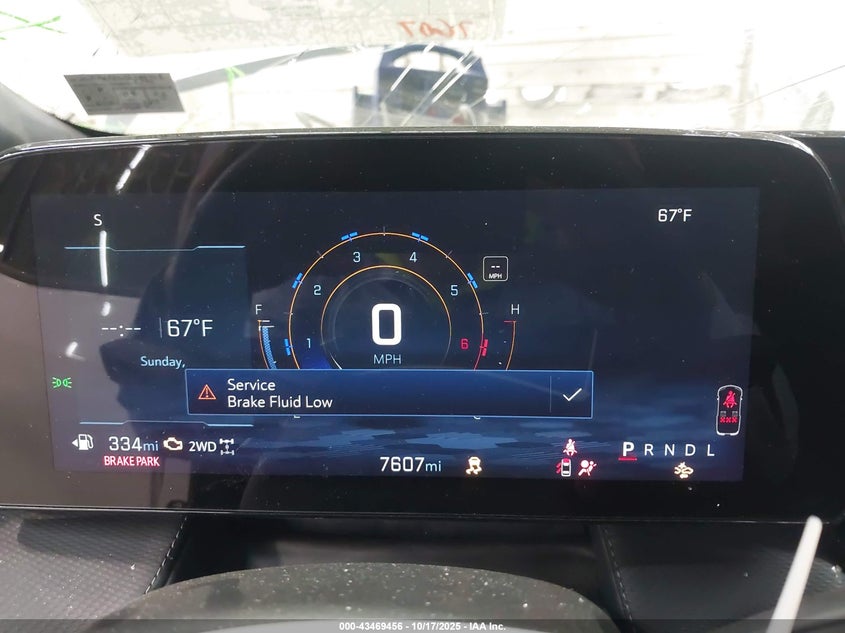 7607
S
67°F
3
4
2
5
--
MPH
F
H
--:--
67°F
0
MPH
1
6
Sunday,
Service
Brake Fluid Low
334mi
2WD
BRAKE PARK
7607mi
P R N D L
000-43469456 - 10/17/2025 - IAA Inc.